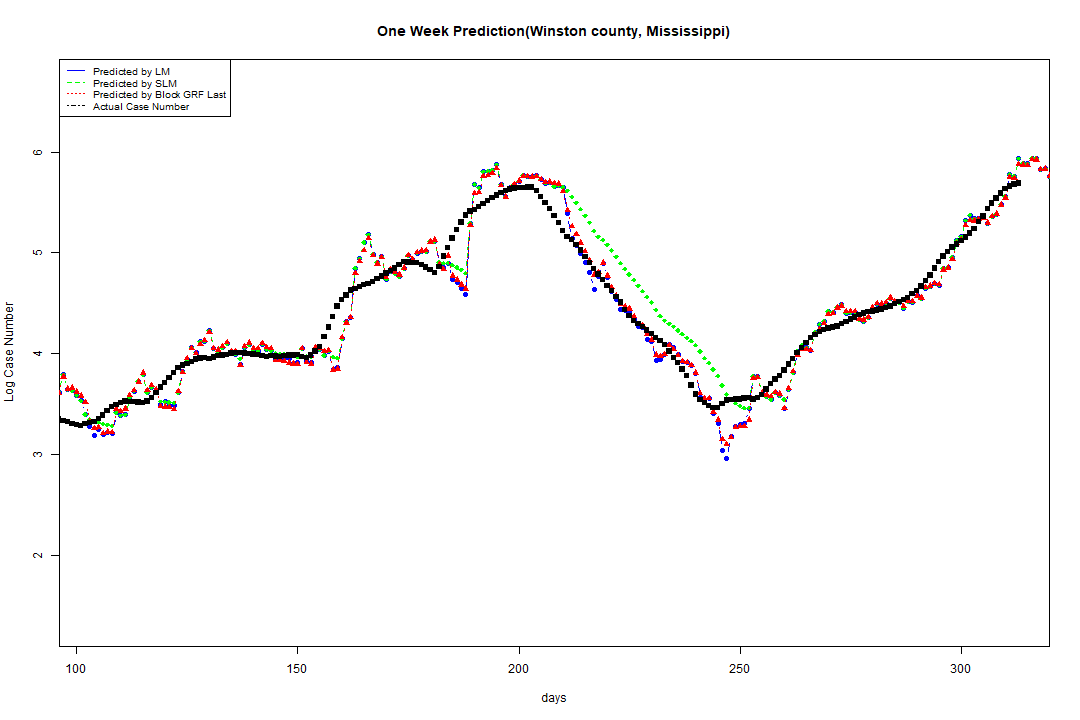 One Week Prediction(Winston county, Mississippi)
Predicted by LM
Predicted by SLM
Predicted by Block GRF Last
Actual Case Number
Log Case Number
6
5
4
3
2
100 150 200 250 300
days